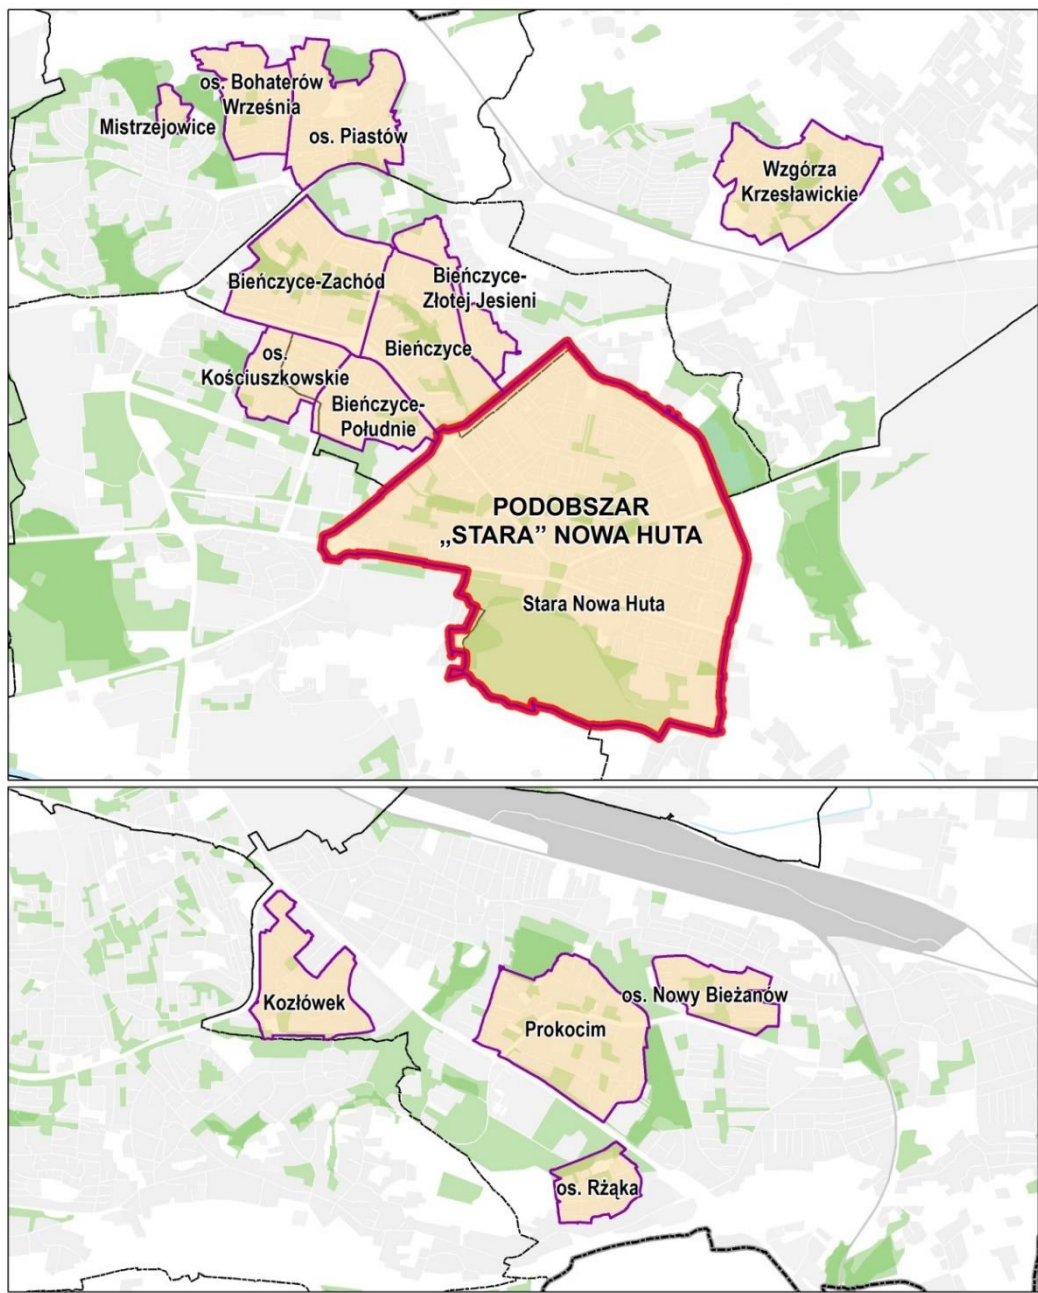 os. Bohaterów
Września
Mistrzejowice
os. Piastów
Wzgórza
Krzesławickie
Bieńczyce-Zachód
Bieńczyce-
Złotej Jesieni
Bieńczyce
os.
Kościuszkowskie
Bieńczyce-
Południe
PODOBSZAR
„STARA” NOWA HUTA
Stara Nowa Huta
Kozłówek
os. Nowy Bieżanów
Prokocim
os. Rżąka